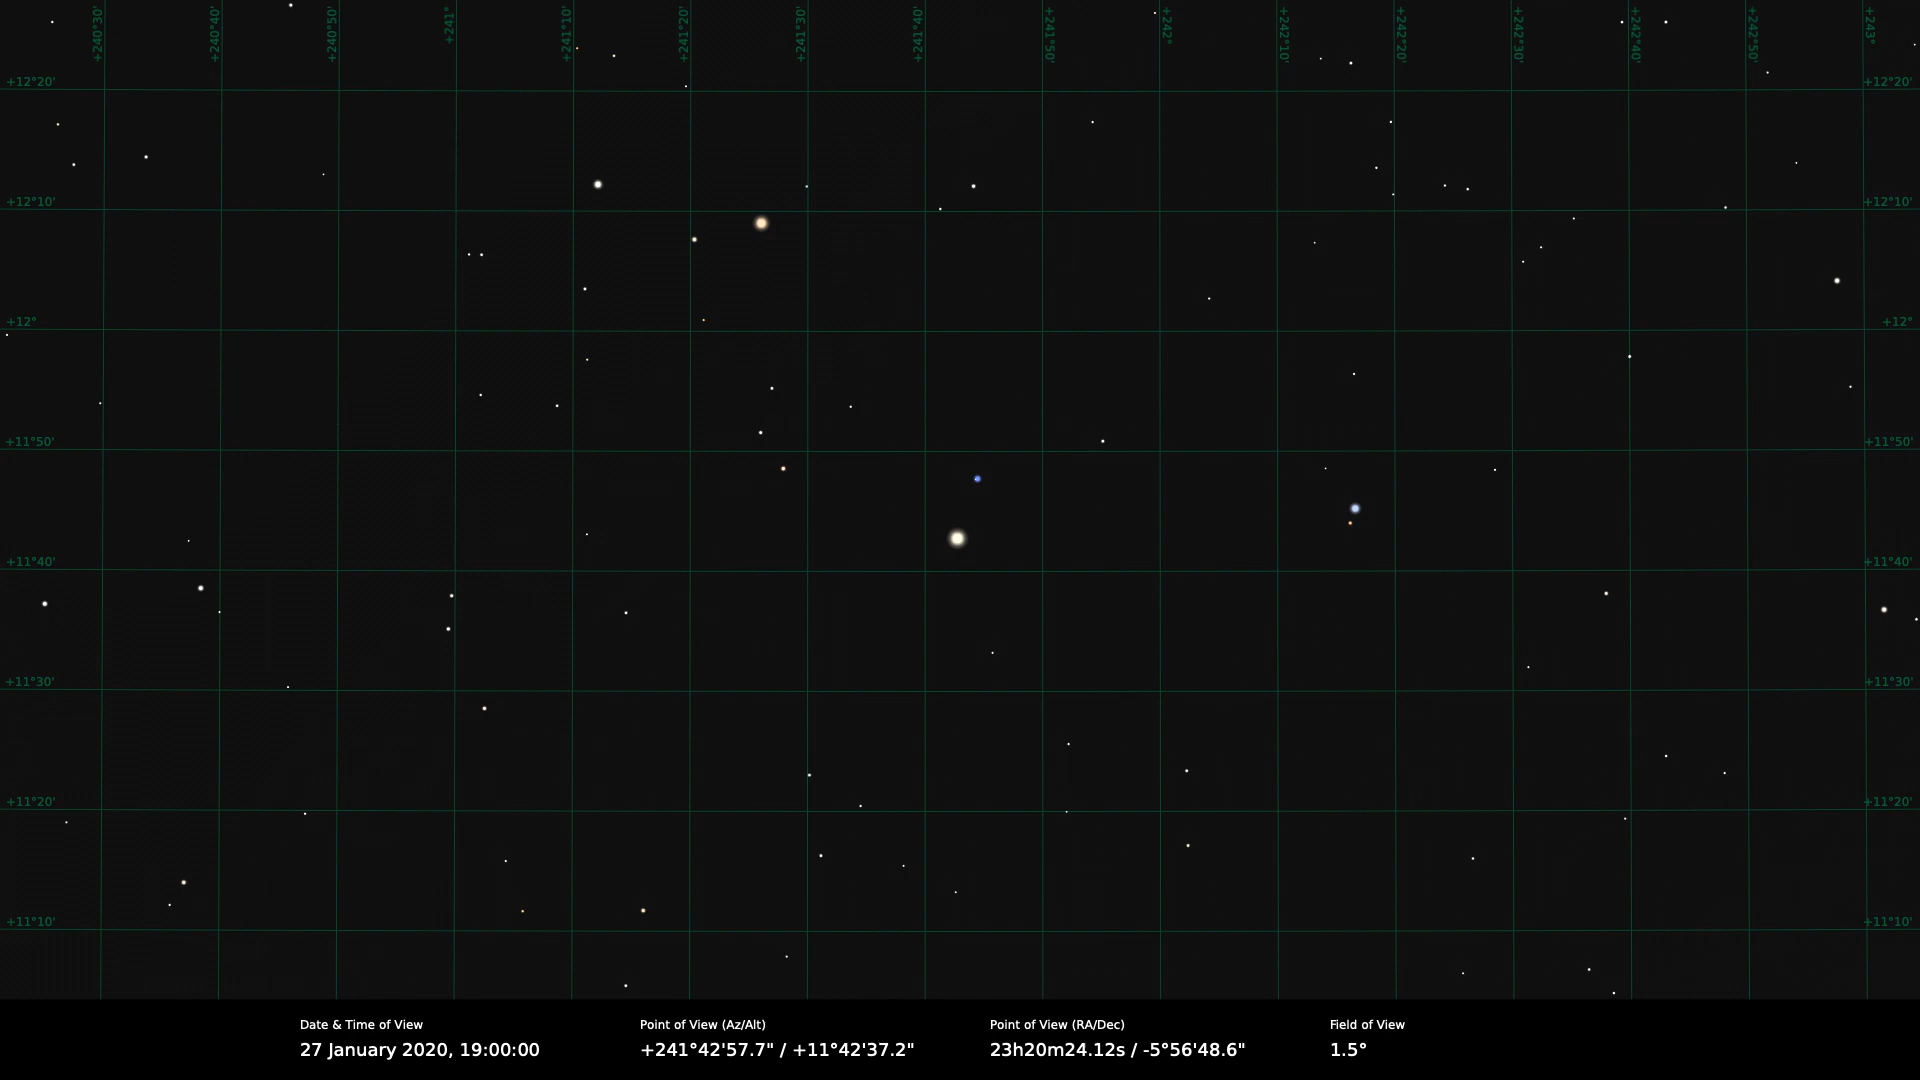 +240°30' +240°40' +240°50' +241° +241°10' +241°20' +241°30' +241°40' +241°50' +242° +242°10' +242°20' +242°30' +242°40' +242°50' +243°
+12°20' +12°20'
+12°10' +12°10'
+12° +12°
+11°50' +11°50'
+11°40' +11°40'
+11°30' +11°30'
+11°20' +11°20'
+11°10' +11°10'
Date & Time of View Point of View (Az/Alt) Point of View (RA/Dec) Field of View
27 January 2020, 19:00:00 +241°42'57.7" / +11°42'37.2" 23h20m24.12s / -5°56'48.6" 1.5°